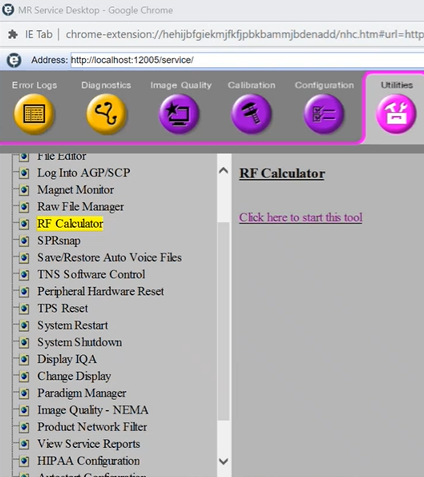 MR Service Desktop - Google Chrome
IE Tab
chrome-extension://hehijbfgiekmjfkfjpbkbammjbdenadd/nhc.htm#url=http
Address: http://localhost:12005/service/
Error Logs
Diagnostics
Image Quality
Calibration
Configuration
Utilities
File Editor
Log Into AGP/SCP
Magnet Monitor
Raw File Manager
RF Calculator
SPRsnap
Save/Restore Auto Voice Files
TNS Software Control
Peripheral Hardware Reset
TPS Reset
System Restart
System Shutdown
Display IQA
Change Display
Paradigm Manager
Image Quality - NEMA
Product Network Filter
View Service Reports
HIPAA Configuration
Autostart Configuration
RF Calculator
Click here to start this tool